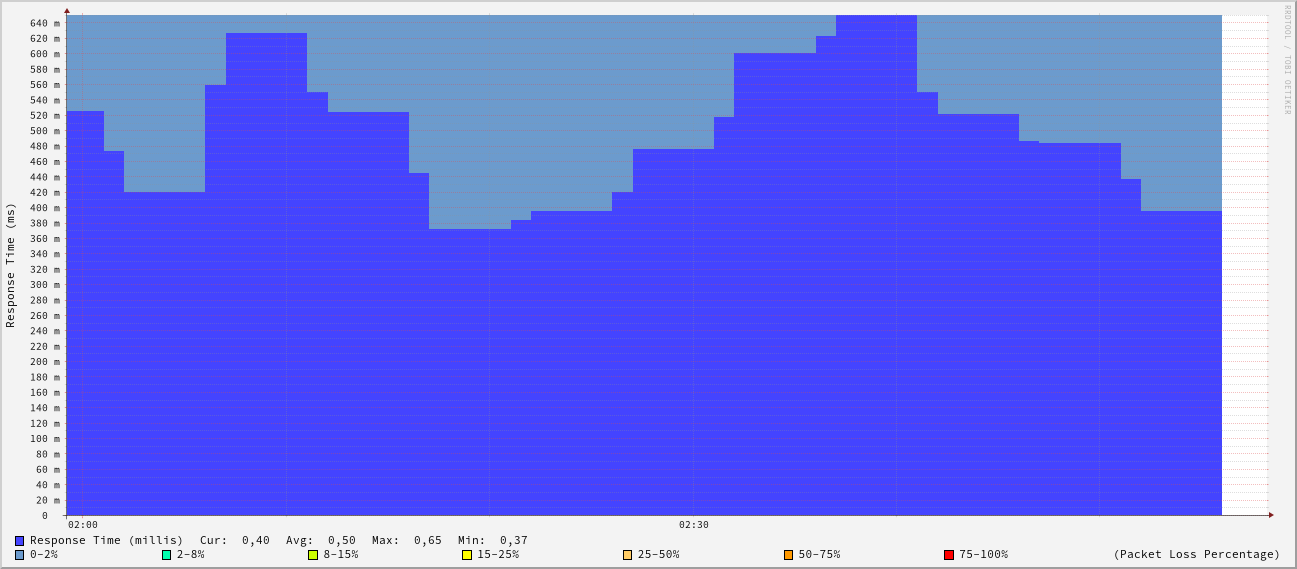 RRDTOOL / TOBI OETIKER
Response Time (ms)
640 m
620 m
600 m
580 m
560 m
540 m
520 m
500 m
480 m
460 m
440 m
420 m
400 m
380 m
360 m
340 m
320 m
300 m
280 m
260 m
240 m
220 m
200 m
180 m
160 m
140 m
120 m
100 m
80 m
60 m
40 m
20 m
0
02:00 02:30
Response Time (millis) Cur: 0,40 Avg: 0,50 Max: 0,65 Min: 0,37
0-2% 2-8% 8-15% 15-25% 25-50% 50-75% 75-100% (Packet Loss Percentage)